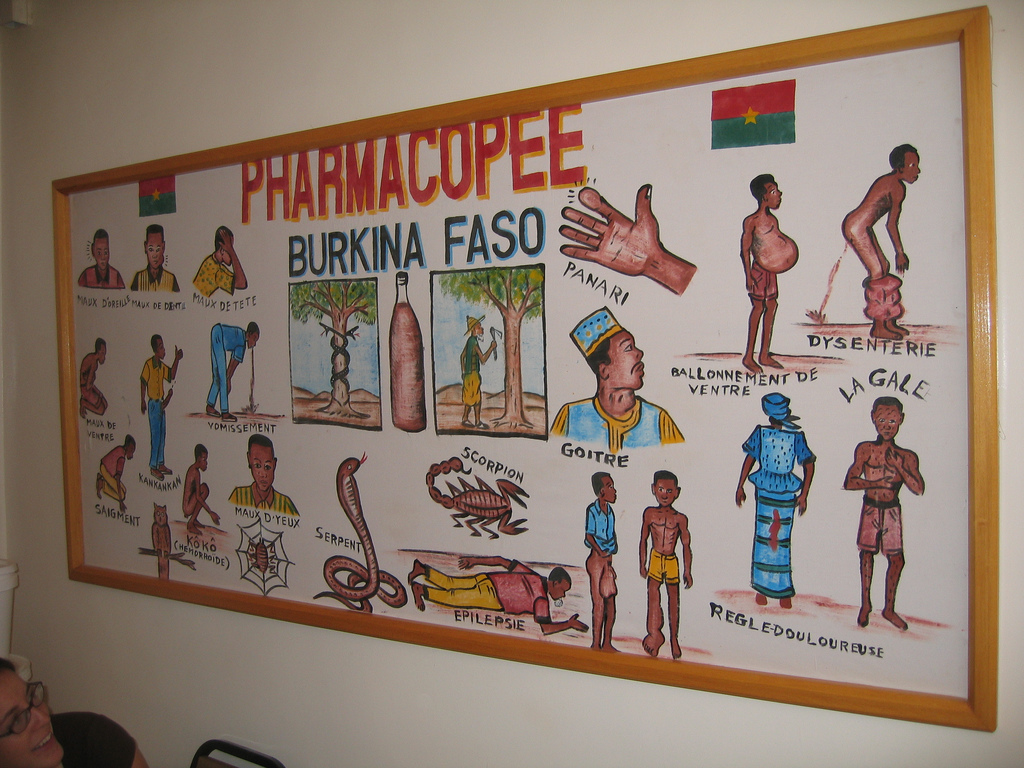 PHARMACOPEE
BURKINA FASO
MAUX D'OREILLE
MAUX DE DENTS
MAUX DE TETE
PANARI
MAUX DE
VENTRE
KANKANKAN
VOMISSEMENT
BALLONNEMENT DE
VENTRE
DYSENTERIE
LA GALE
GOITRE
SAIGMENT
KOKO
(HEMORROIDE)
MAUX D'YEUX
SERPENT
SCORPION
EPILEPSIE
REGLE-DOULOUREUSE